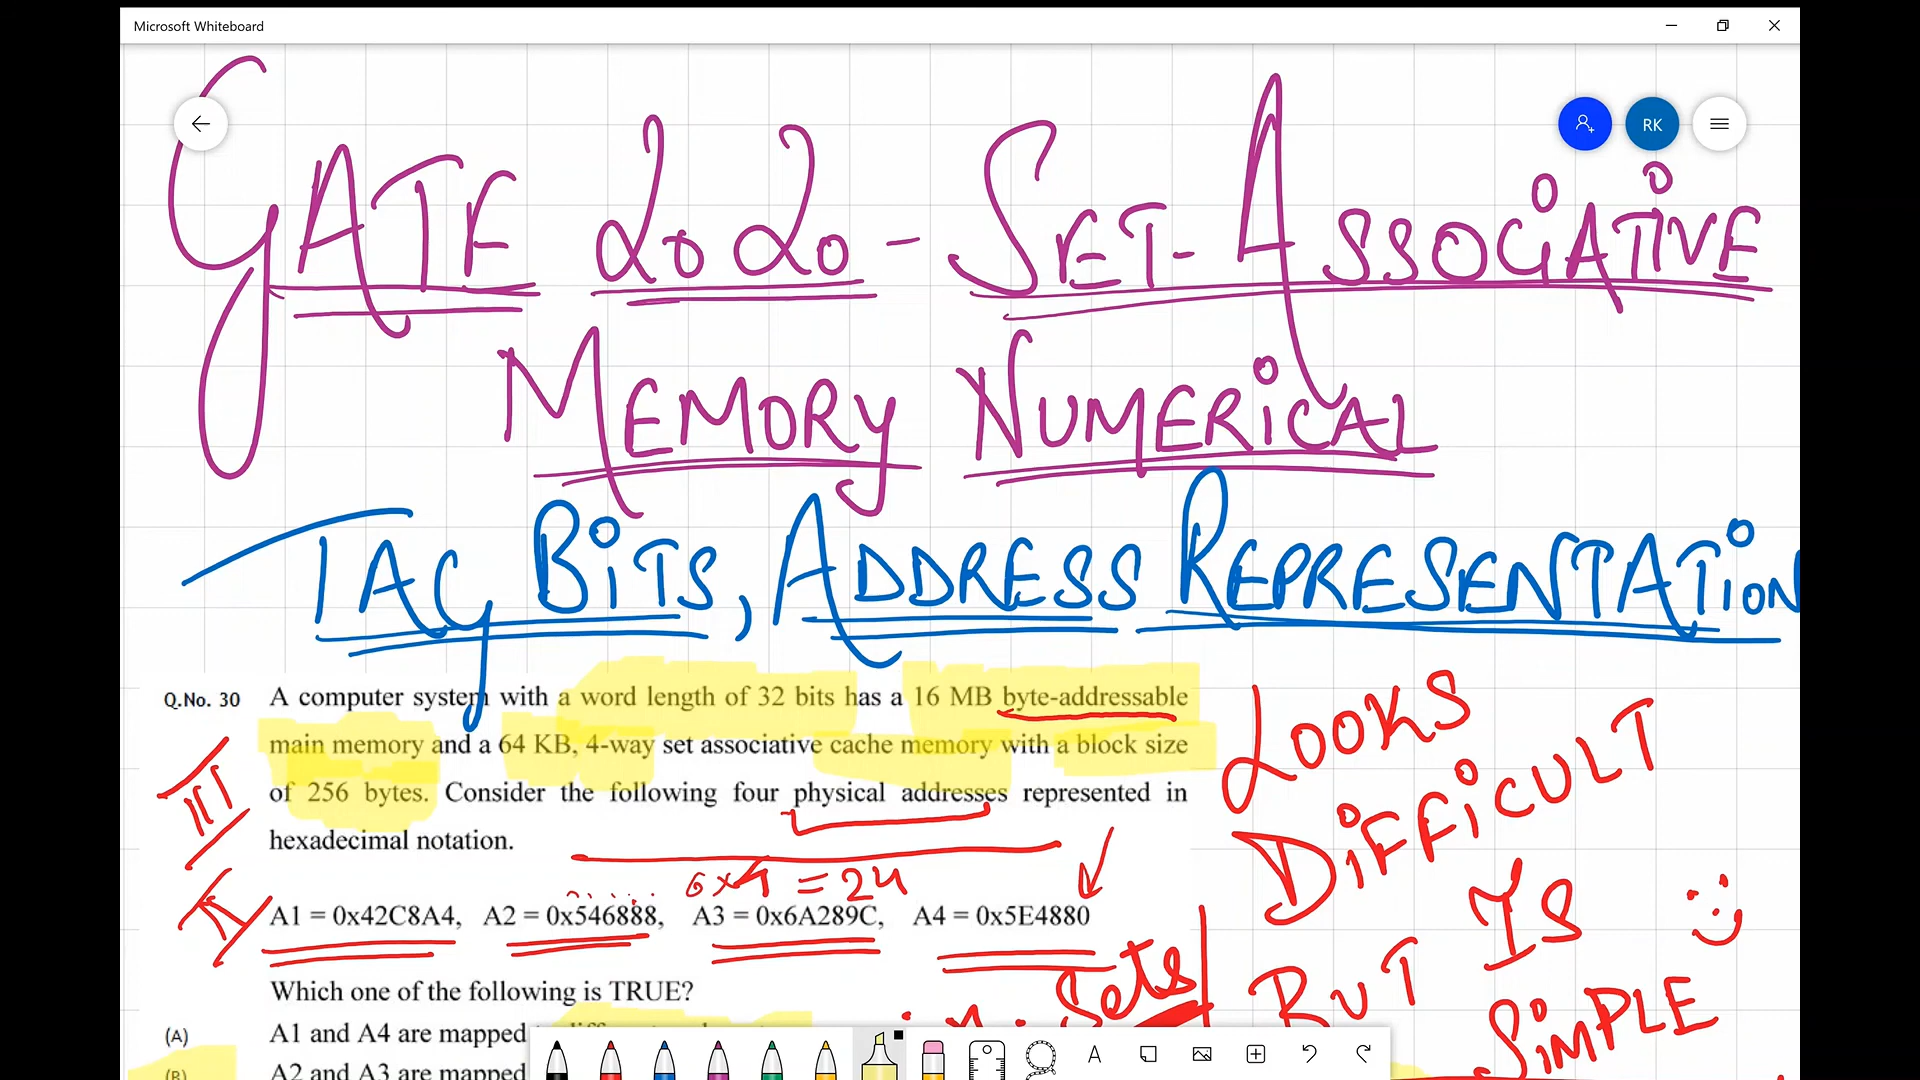 Microsoft Whiteboard
RK
GATE 2020 - SET-ASSOCiATiVE
MEMORY NUMERiCAL
TAG BiTS, ADDRESS REPRESENTATiON
Q.No. 30 A computer system with a word length of 32 bits has a 16 MB byte-addressable
main memory and a 64 KB, 4-way set associative cache memory with a block size
of 256 bytes. Consider the following four physical addresses represented in
hexadecimal notation.
6x4 = 24
A1 = 0x42C8A4, A2 = 0x546888, A3 = 0x6A289C, A4 = 0x5E4880
Which one of the following is TRUE?
(A) A1 and A4 are mapped
(B) A2 and A3 are mapped
III
IV
Sets
LOOKS
DiFFiCULT
IS
BUT
SiMPLE
A